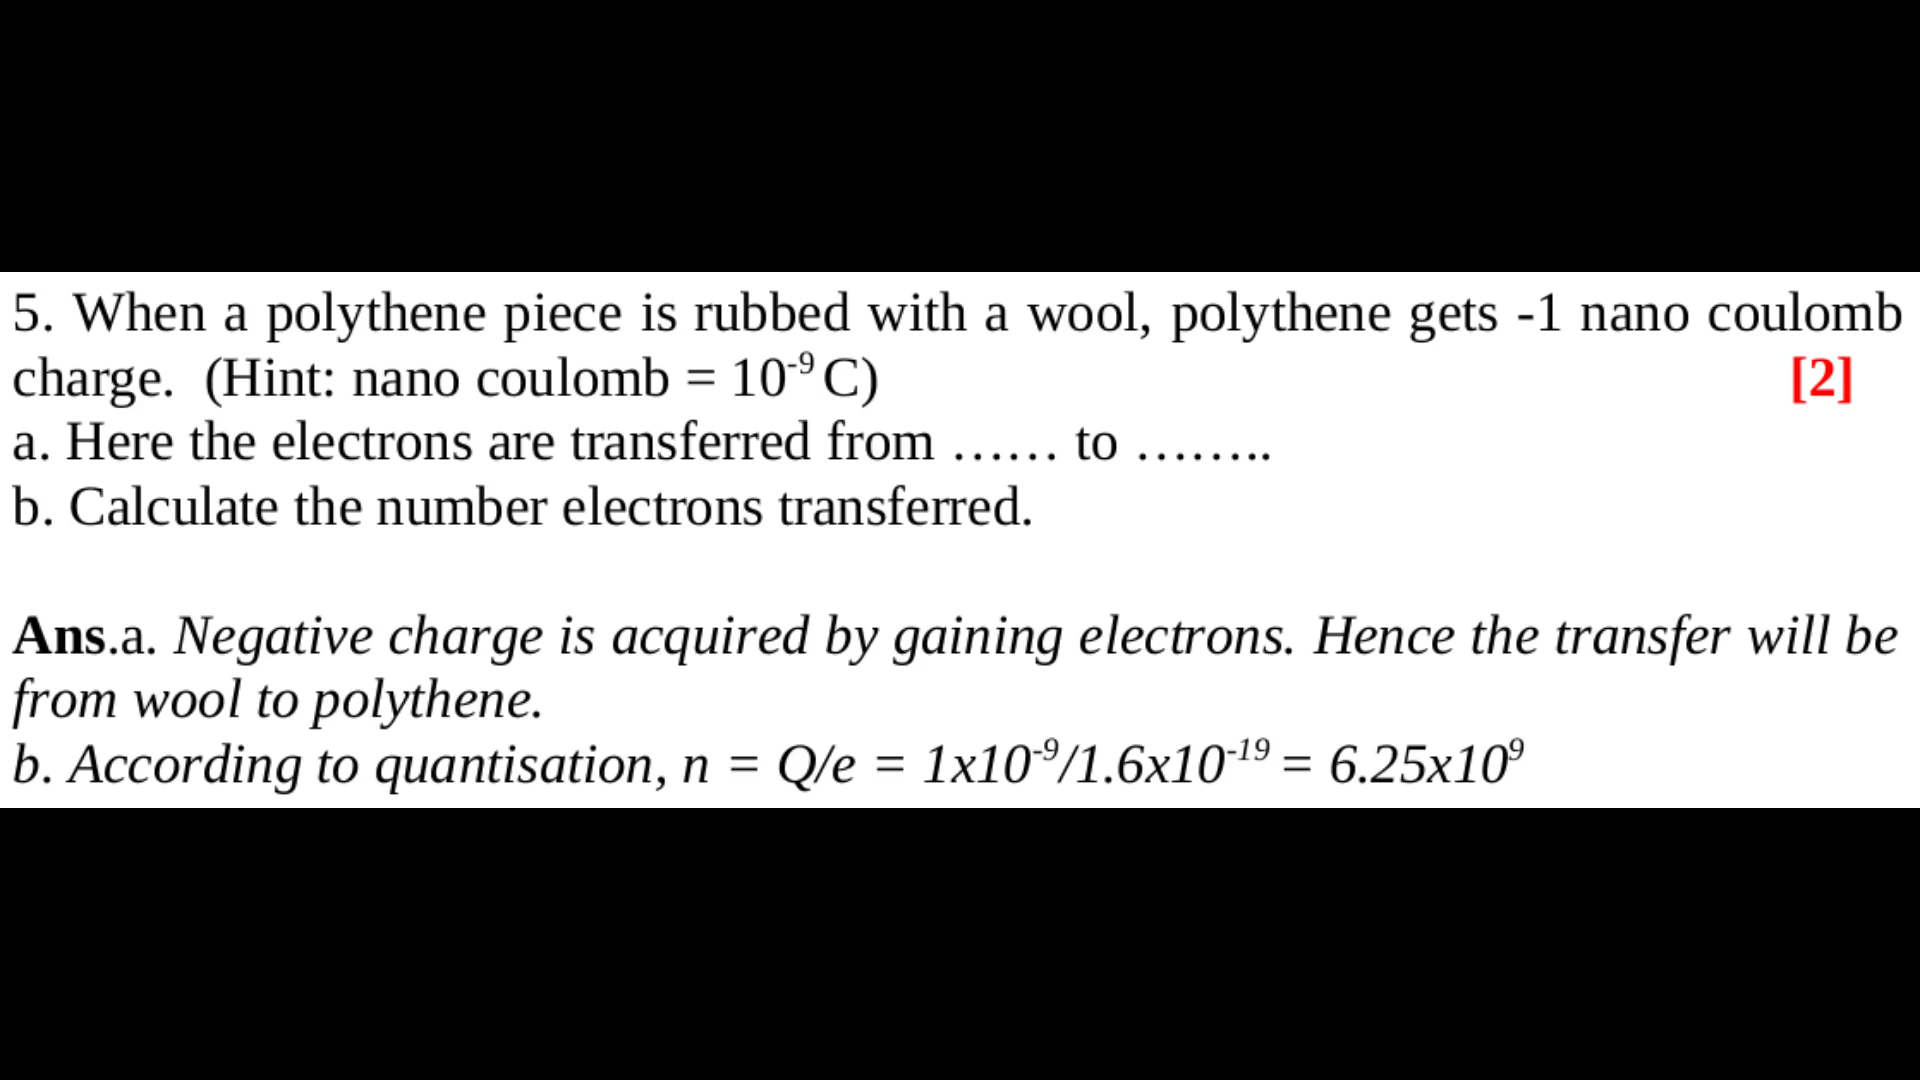 5. When a polythene piece is rubbed with a wool, polythene gets -1 nano coulomb
charge. (Hint: nano coulomb = 10⁻⁹ C) [2]
a. Here the electrons are transferred from …… to ……..
b. Calculate the number electrons transferred.
Ans.a. Negative charge is acquired by gaining electrons. Hence the transfer will be
from wool to polythene.
b. According to quantisation, n = Q/e = 1x10⁻⁹/1.6x10⁻¹⁹ = 6.25x10⁹